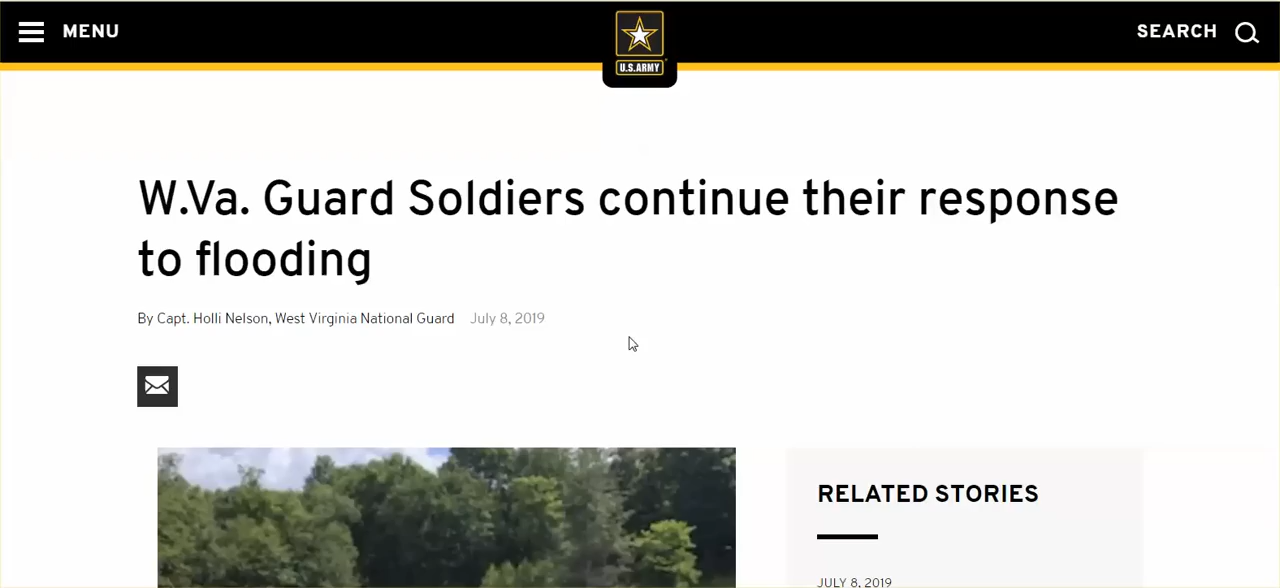 MENU
U.S.ARMY
SEARCH
W.Va. Guard Soldiers continue their response
to flooding
By Capt. Holli Nelson, West Virginia National Guard July 8, 2019
RELATED STORIES
JULY 8, 2019